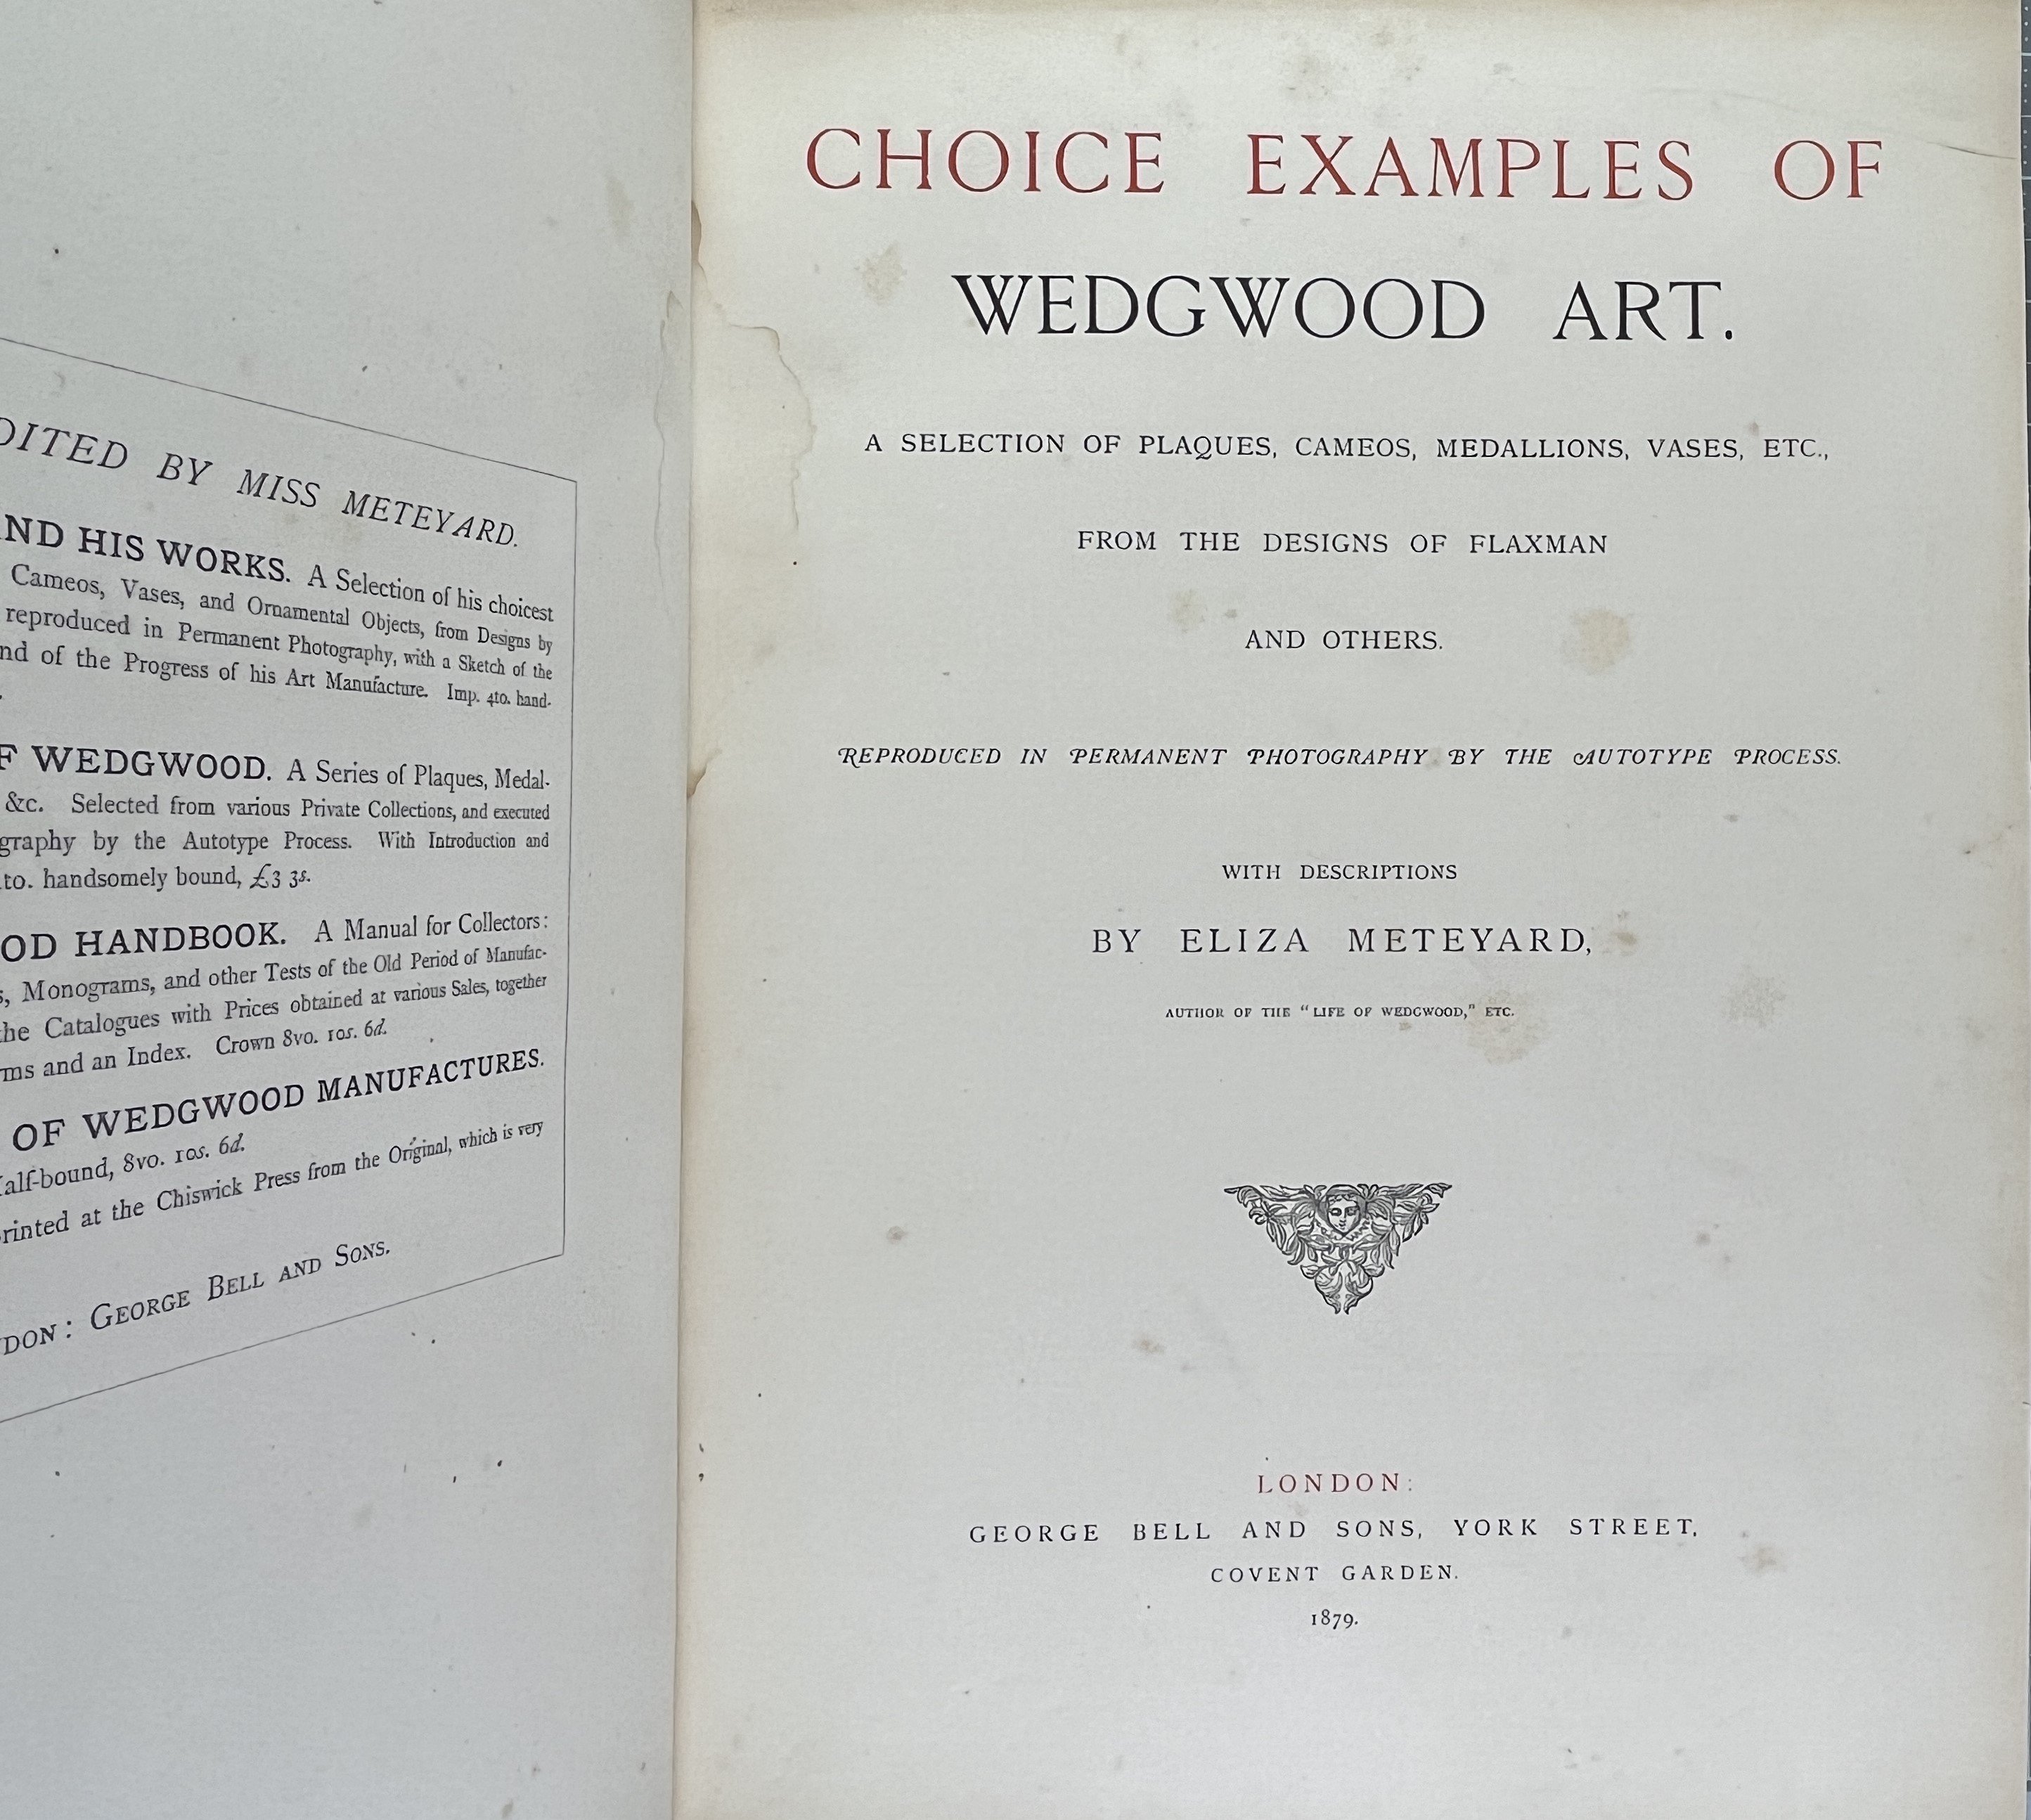 EDITED BY MISS METEYARD.
AND HIS WORKS. A Selection of his choicest
Cameos, Vases, and Ornamental Objects, from Designs by
reproduced in Permanent Photography, with a Sketch of the
nd of the Progress of his Art Manufacture. Imp. 4to. hand-
F WEDGWOOD. A Series of Plaques, Medal-
&c. Selected from various Private Collections, and executed
graphy by the Autotype Process. With Introduction and
to. handsomely bound, £3 3s.
OD HANDBOOK. A Manual for Collectors:
s, Monograms, and other Tests of the Old Period of Manufac-
the Catalogues with Prices obtained at various Sales, together
ms and an Index. Crown 8vo. 10s. 6d.
OF WEDGWOOD MANUFACTURES.
Half-bound, 8vo. 10s. 6d.
printed at the Chiswick Press from the Original, which is very
DON: GEORGE BELL AND SONS.
CHOICE EXAMPLES OF
WEDGWOOD ART.
A SELECTION OF PLAQUES, CAMEOS, MEDALLIONS, VASES, ETC.,
FROM THE DESIGNS OF FLAXMAN
AND OTHERS.
REPRODUCED IN PERMANENT PHOTOGRAPHY BY THE AUTOTYPE PROCESS.
WITH DESCRIPTIONS
BY ELIZA METEYARD,
AUTHOR OF THE "LIFE OF WEDGWOOD," ETC.
LONDON:
GEORGE BELL AND SONS, YORK STREET,
COVENT GARDEN.
1879.